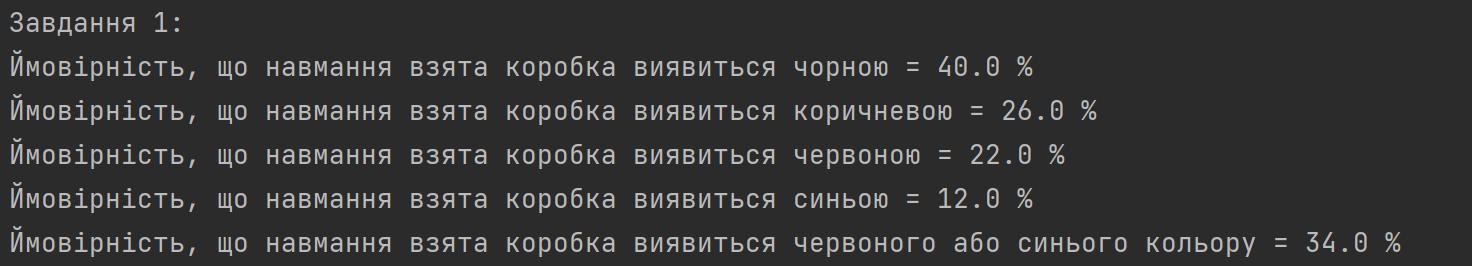 Завдання 1:
Ймовірність, що навмання взята коробка виявиться чорною = 40.0 %
Ймовірність, що навмання взята коробка виявиться коричневою = 26.0 %
Ймовірність, що навмання взята коробка виявиться червоною = 22.0 %
Ймовірність, що навмання взята коробка виявиться синьою = 12.0 %
Ймовірність, що навмання взята коробка виявиться червоного або синього кольору = 34.0 %